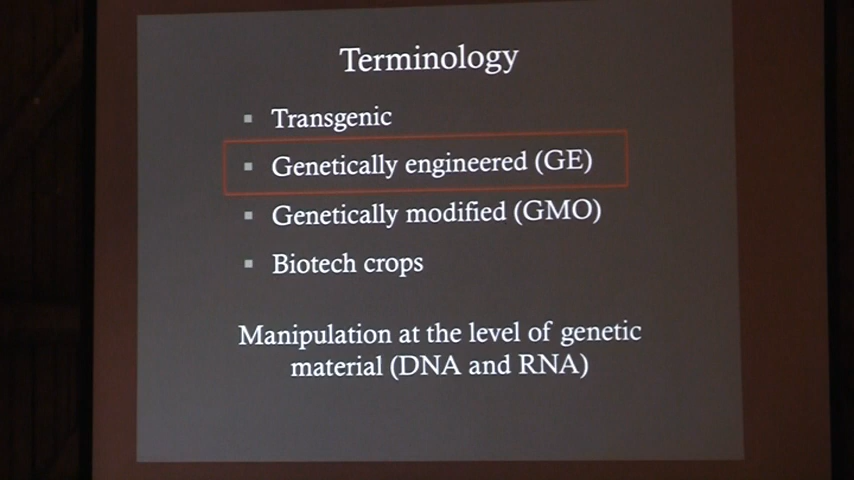 Terminology
▪ Transgenic
▪ Genetically engineered (GE)
▪ Genetically modified (GMO)
▪ Biotech crops
Manipulation at the level of genetic
material (DNA and RNA)